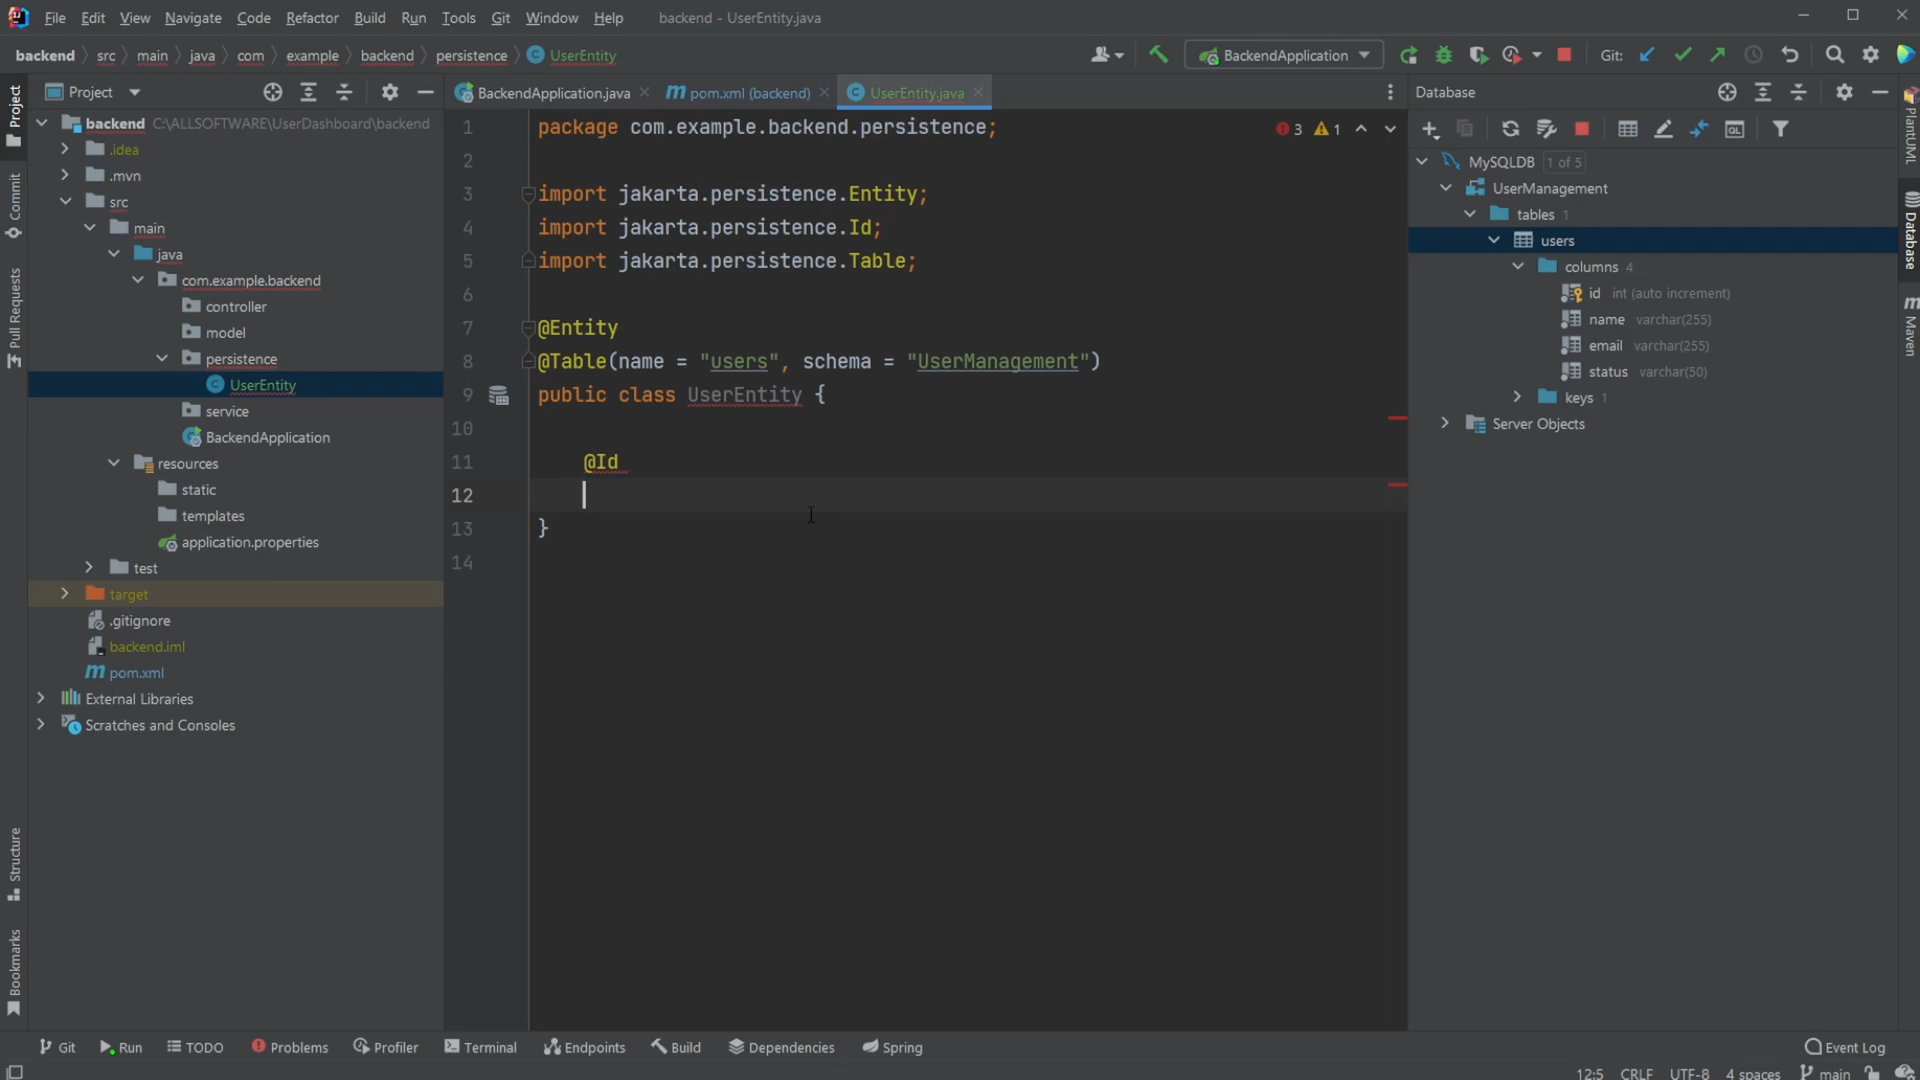 File Edit View Navigate Code Refactor Build Run Tools Git Window Help backend - UserEntity.java
backend src main java com example backend persistence UserEntity BackendApplication Git:
Project
BackendApplication.java pom.xml (backend) UserEntity.java
Database
backend C:\ALLSOFTWARE\UserDashboard\backend
.idea
.mvn
src
main
java
com.example.backend
controller
model
persistence
UserEntity
service
BackendApplication
resources
static
templates
application.properties
test
target
.gitignore
backend.iml
pom.xml
External Libraries
Scratches and Consoles
1 package com.example.backend.persistence;
2
3 import jakarta.persistence.Entity;
4 import jakarta.persistence.Id;
5 import jakarta.persistence.Table;
6
7 @Entity
8 @Table(name = "users", schema = "UserManagement")
9 public class UserEntity {
10
11 @Id
12
13 }
14
3 1
MySQLDB 1 of 5
UserManagement
tables 1
users
columns 4
id int (auto increment)
name varchar(255)
email varchar(255)
status varchar(50)
keys 1
Server Objects
Project
Commit
Pull Requests
Structure
Bookmarks
PlantUML
Database
Maven
Git Run TODO Problems Profiler Terminal Endpoints Build Dependencies Spring Event Log
12:5 CRLF UTF-8 4 spaces main